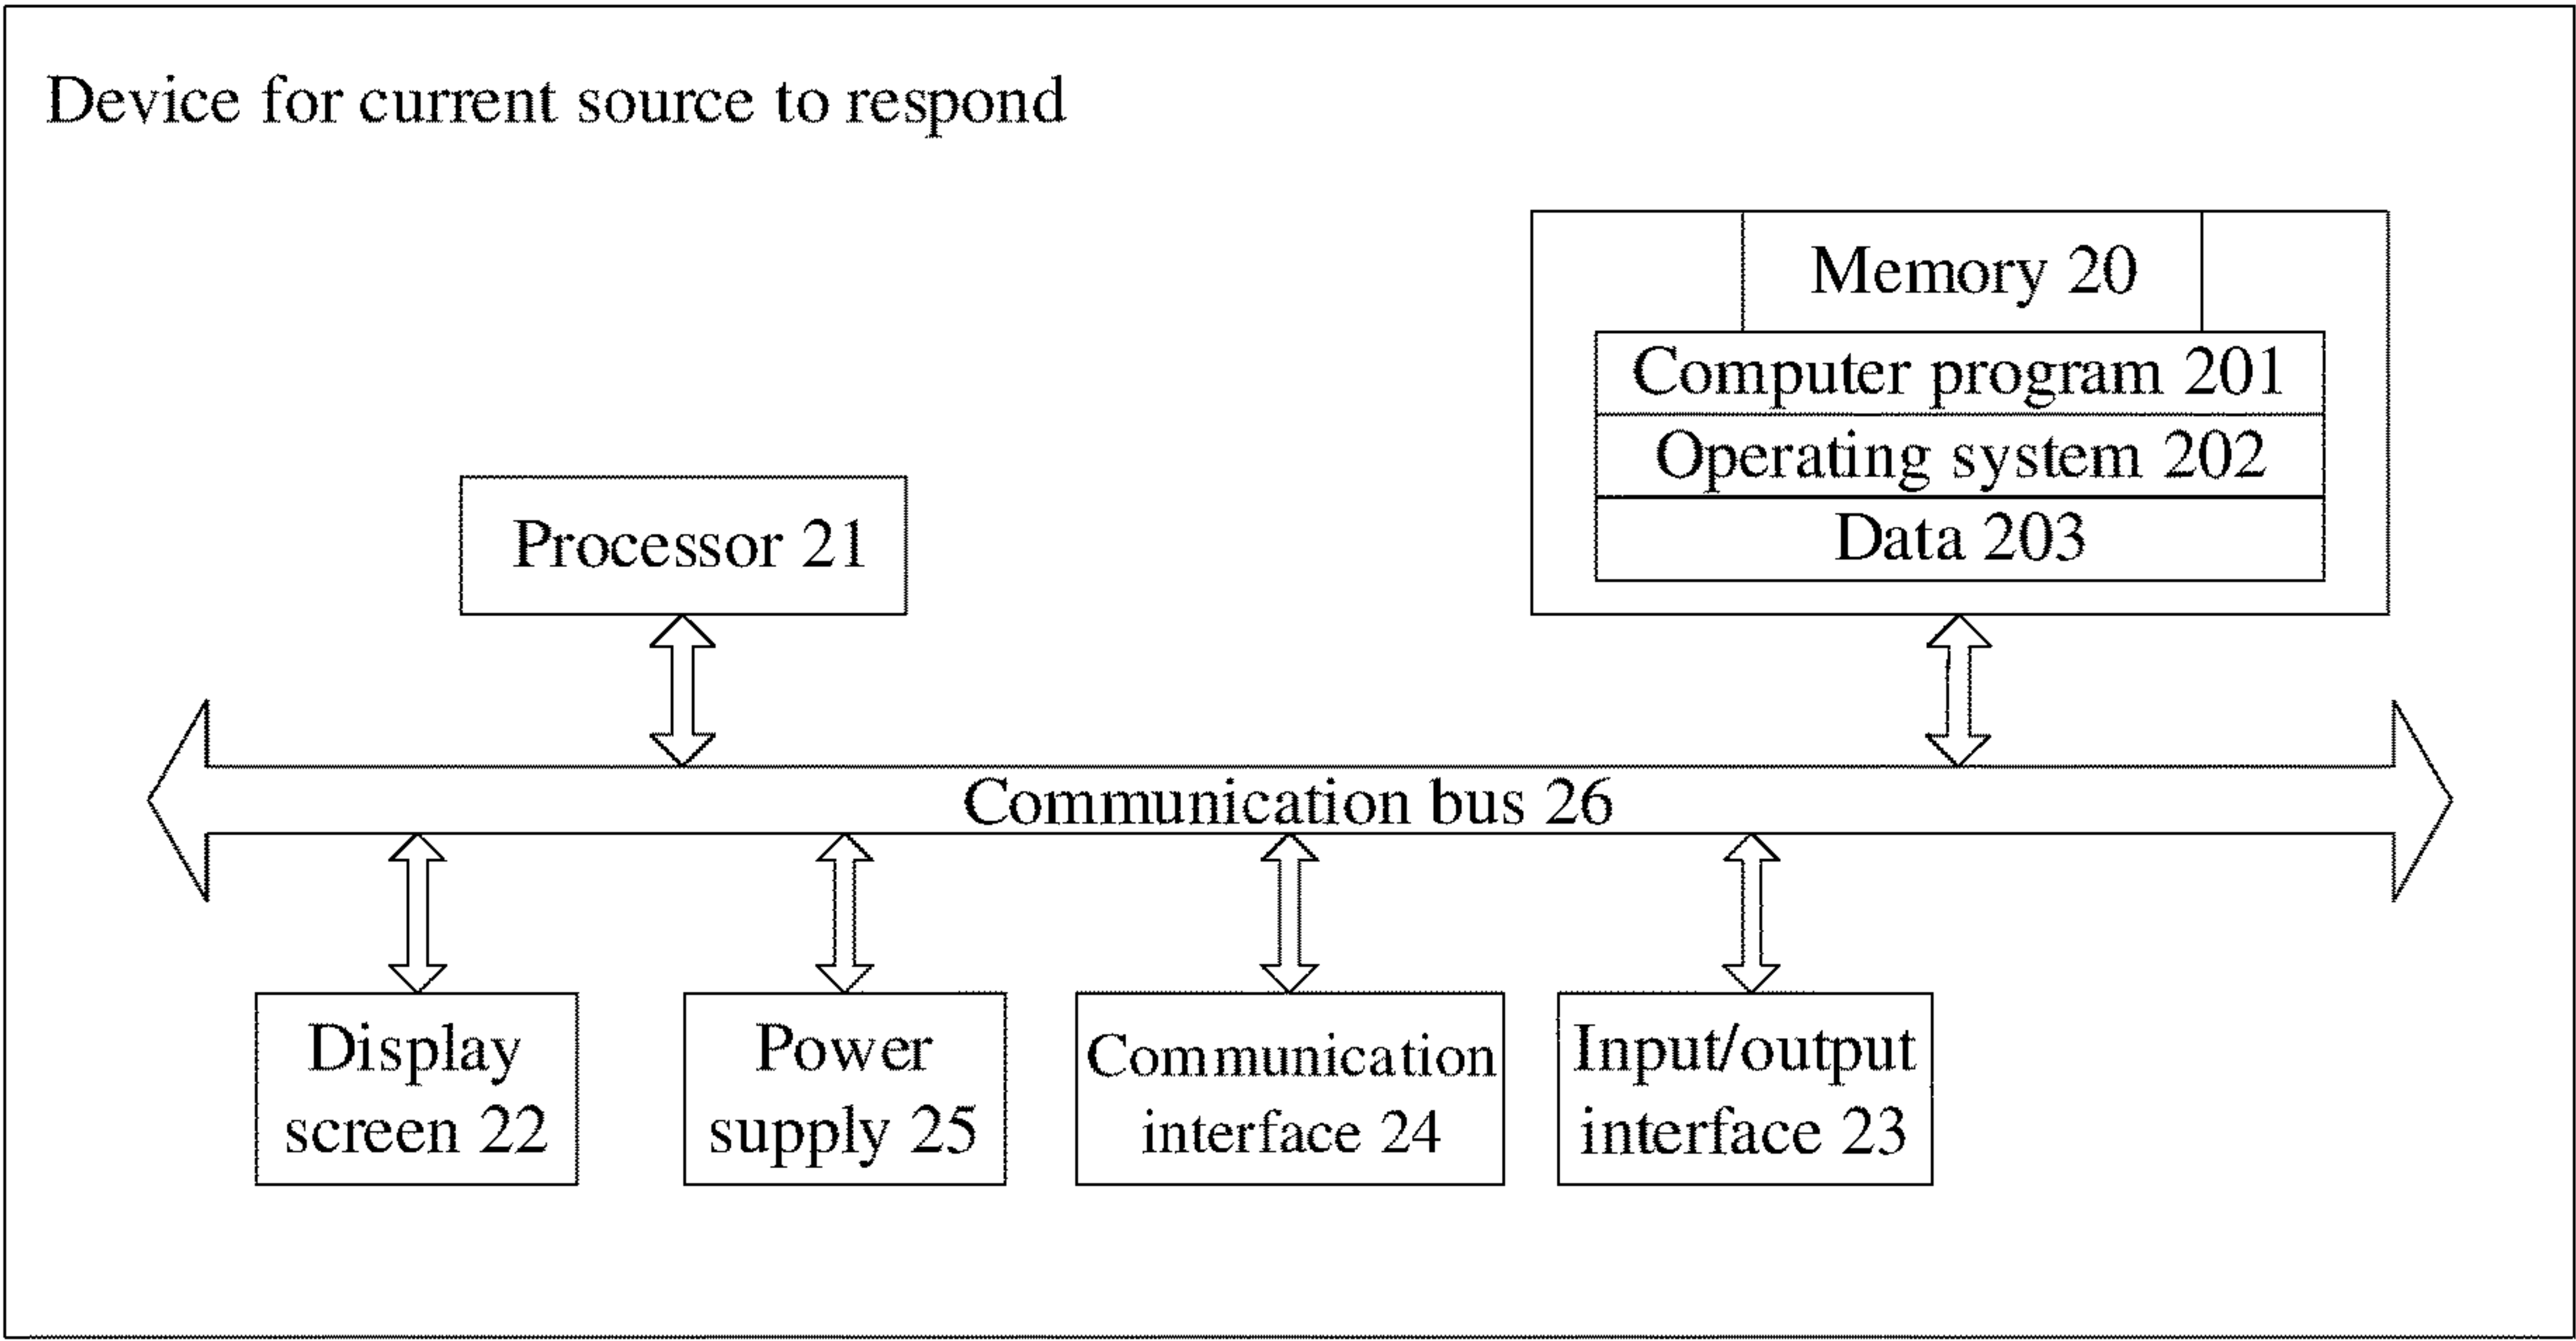 Device for current source to respond
Memory 20
Computer program 201
Operating system 202
Data 203
Processor 21
Communication bus 26
Display
screen 22
Power
supply 25
Communication
interface 24
Input/output
interface 23